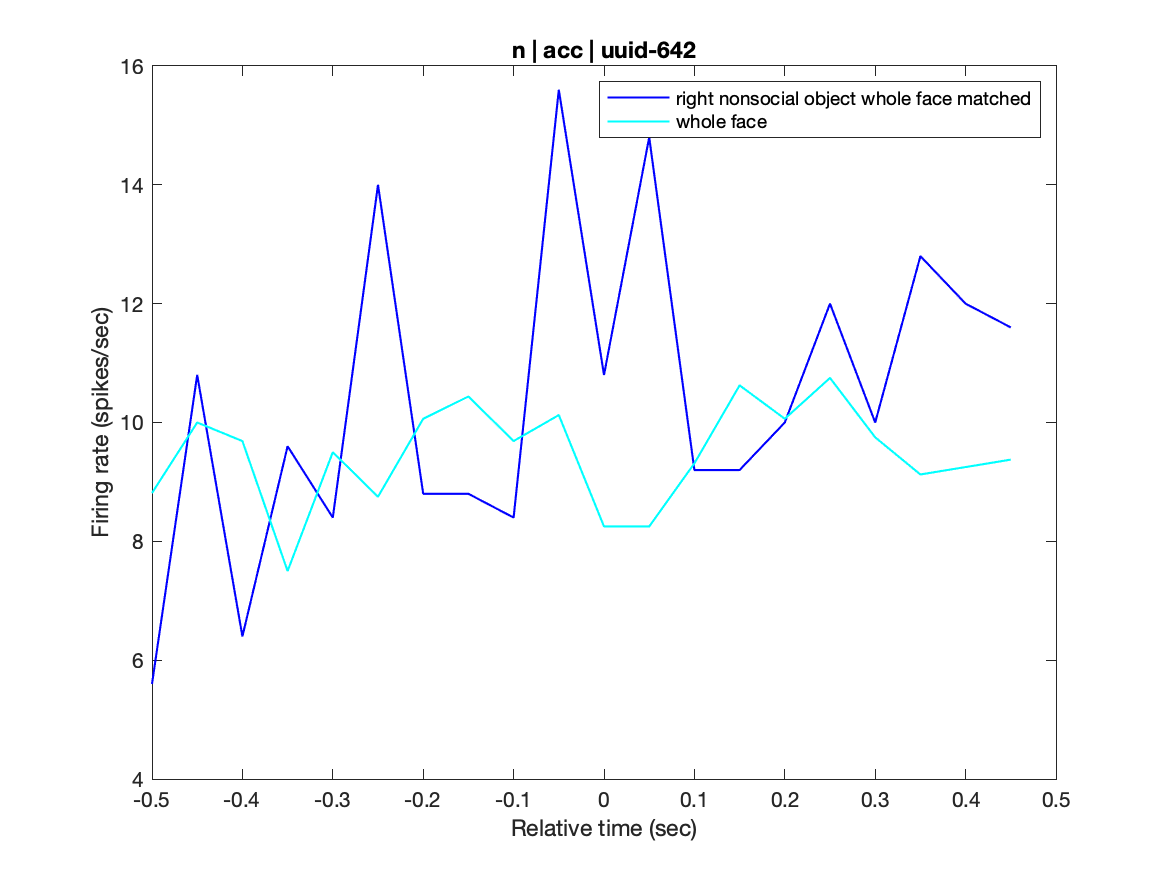 n | acc | uuid-642
right nonsocial object whole face matched
whole face
Firing rate (spikes/sec)
16
14
12
10
8
6
4
-0.5 -0.4 -0.3 -0.2 -0.1 0 0.1 0.2 0.3 0.4 0.5
Relative time (sec)